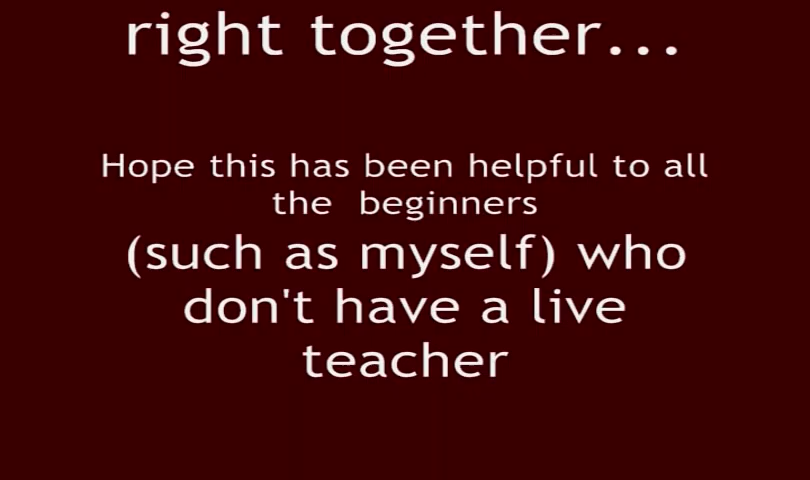 right together...
Hope this has been helpful to all
the  beginners
(such as myself) who
don't have a live
teacher